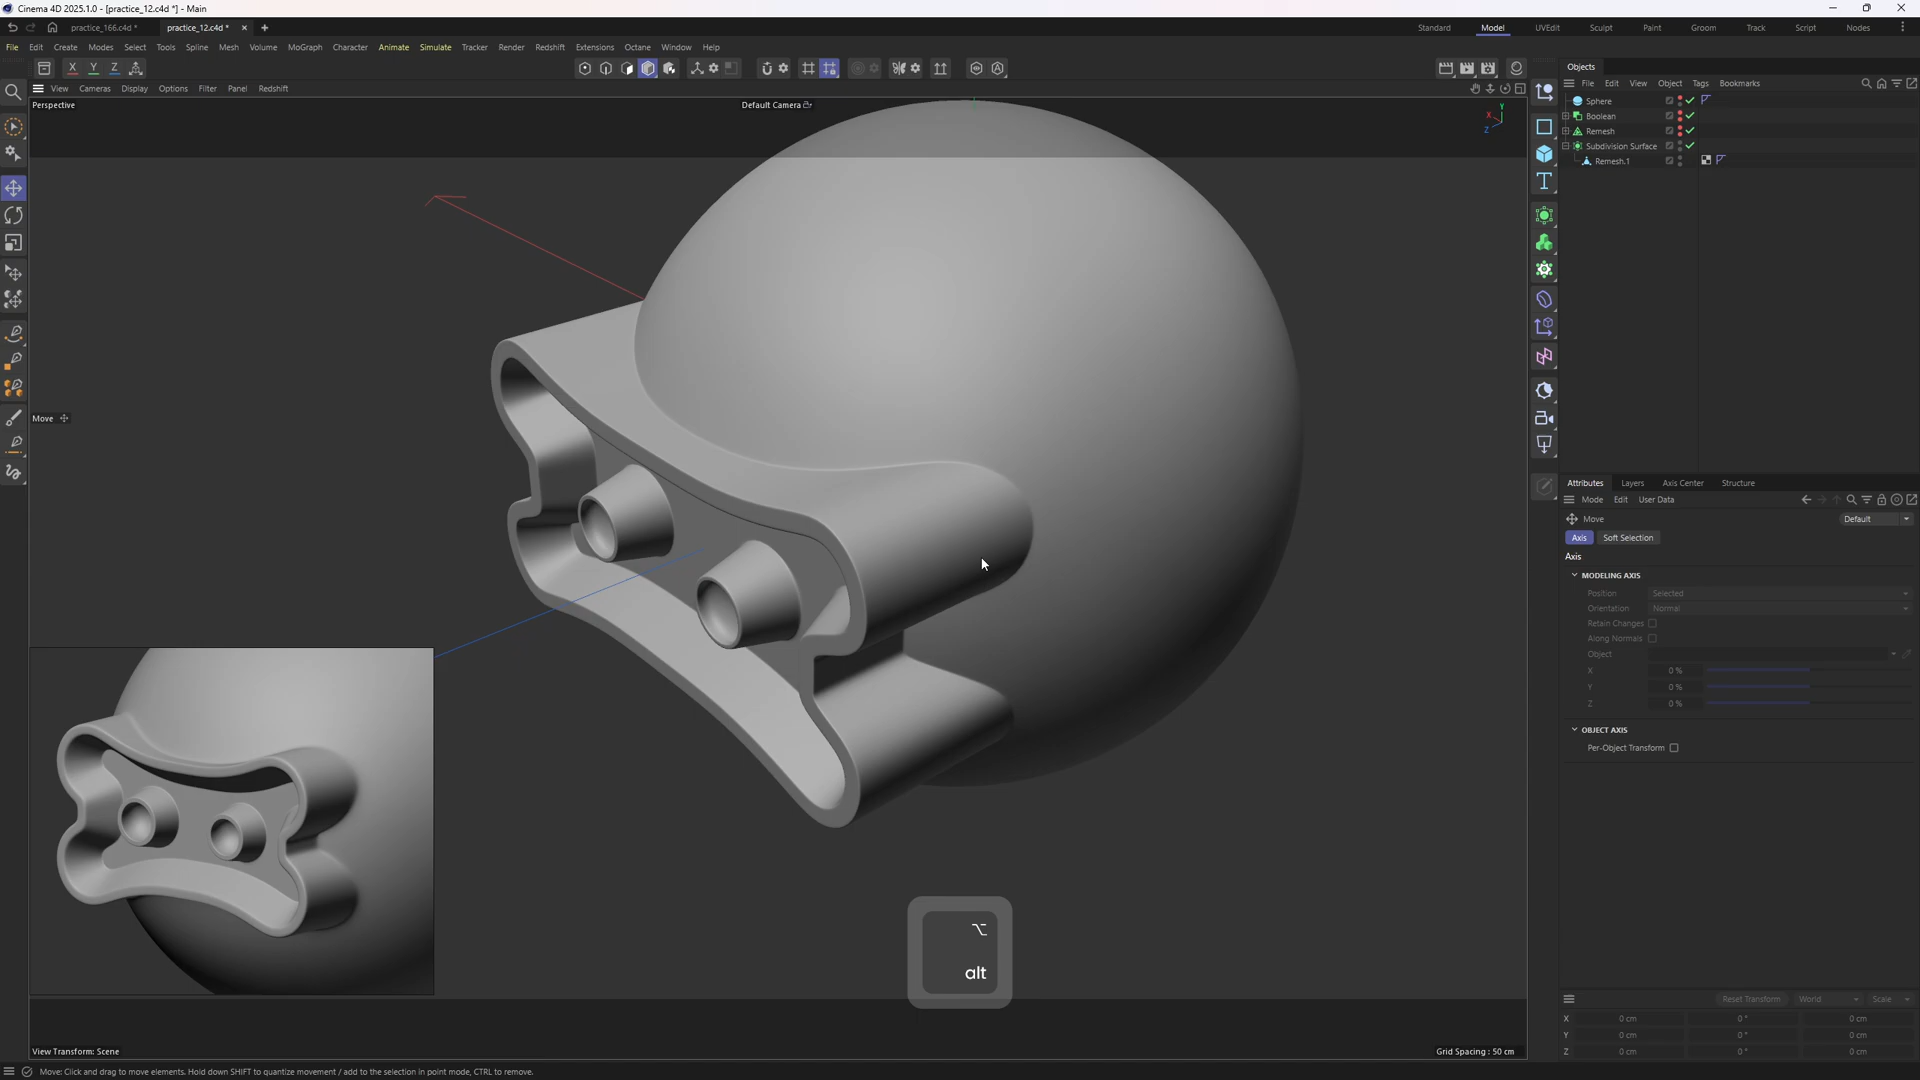 Cinema 4D 2025.1.0 - [practice_12.c4d *] - Main
practice_166.c4d *
practice_12.c4d *
Standard
Model
UVEdit
Sculpt
Paint
Groom
Track
Script
Nodes
File Edit Create Modes Select Tools Spline Mesh Volume MoGraph Character Animate Simulate Tracker Render Redshift Extensions Octane Window Help
X Y Z
View Cameras Display Options Filter Panel Redshift
Perspective
Default Camera
Y
X
Z
Move
alt
View Transform: Scene
Grid Spacing : 50 cm
Move: Click and drag to move elements. Hold down SHIFT to quantize movement / add to the selection in point mode, CTRL to remove.
Objects
File Edit View Object Tags Bookmarks
Sphere
Boolean
Remesh
Subdivision Surface
Remesh.1
Attributes Layers Axis Center Structure
Mode Edit User Data
Move
Default
Axis Soft Selection
Axis
MODELING AXIS
Position Selected
Orientation Normal
Retain Changes
Along Normals
Object
X 0 %
Y 0 %
Z 0 %
OBJECT AXIS
Per-Object Transform
Reset Transform World Scale
X 0 cm 0 ° 0 cm
Y 0 cm 0 ° 0 cm
Z 0 cm 0 ° 0 cm